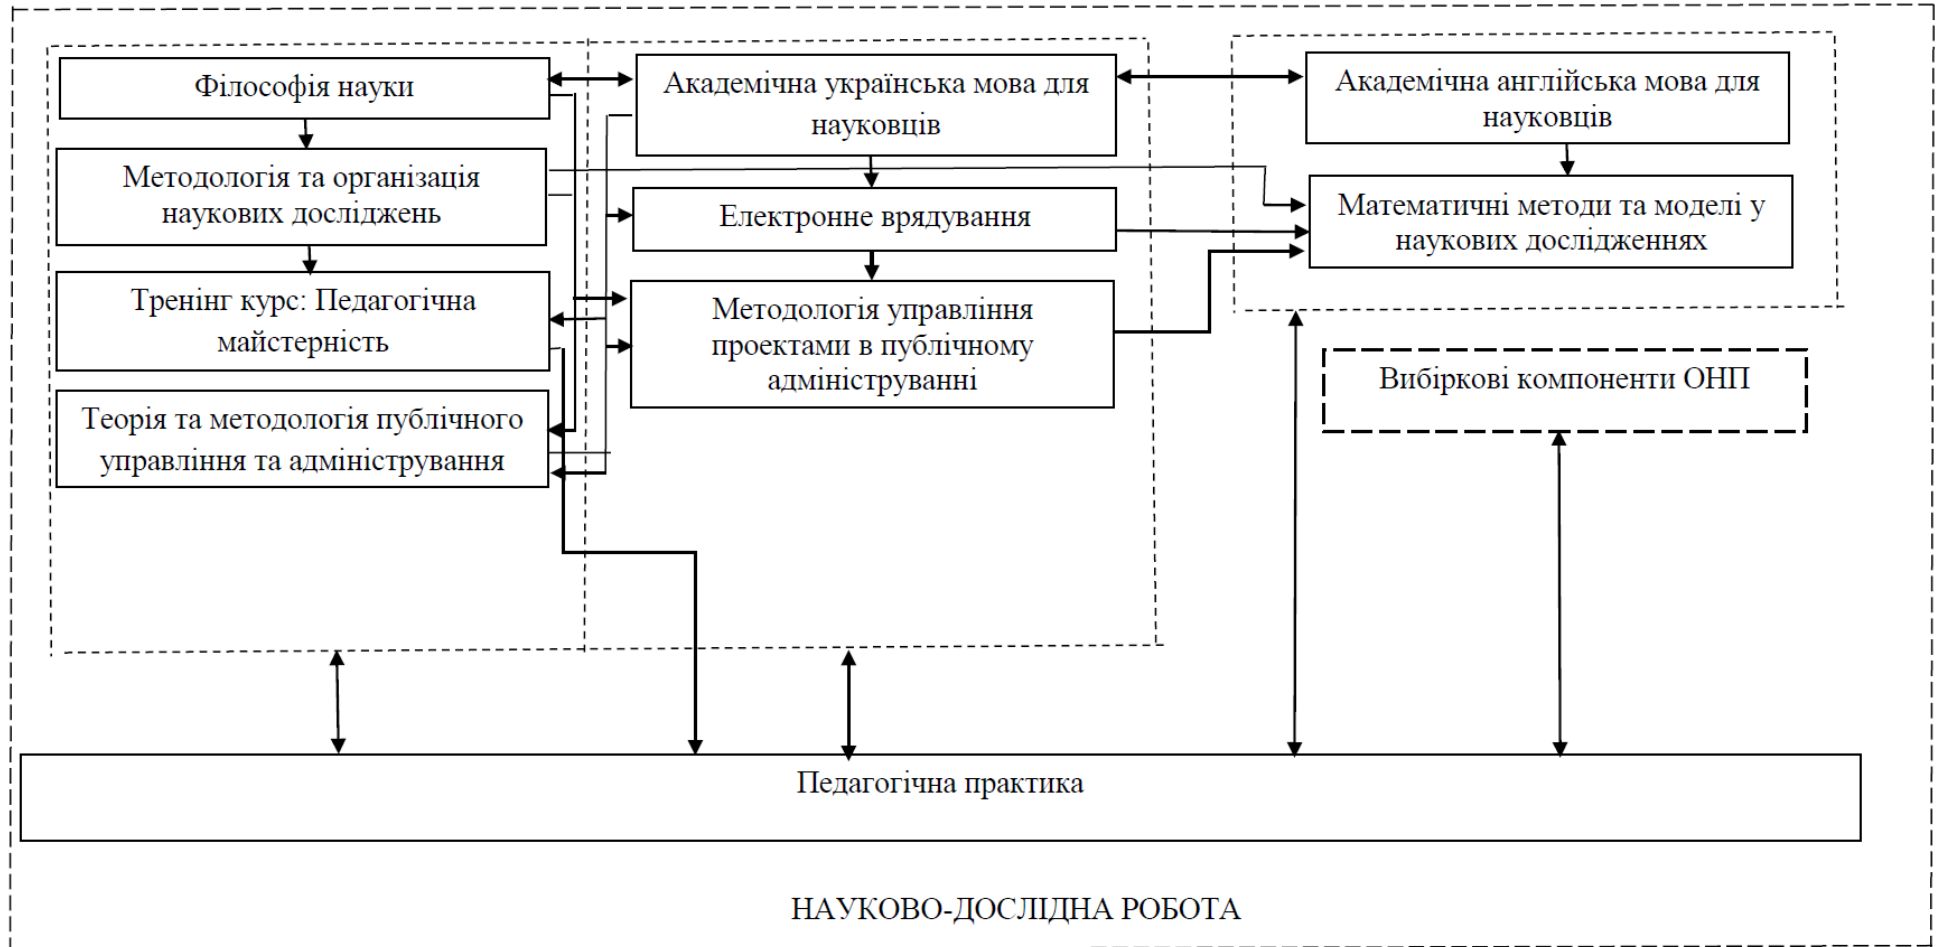 Філософія науки
Методологія та організація
наукових досліджень
Тренінг курс: Педагогічна
майстерність
Теорія та методологія публічного
управління та адміністрування
Академічна українська мова для
науковців
Електронне врядування
Методологія управління
проектами в публічному
адмініструванні
Академічна англійська мова для
науковців
Математичні методи та моделі у
наукових дослідженнях
Вибіркові компоненти ОНП
Педагогічна практика
НАУКОВО-ДОСЛІДНА РОБОТА